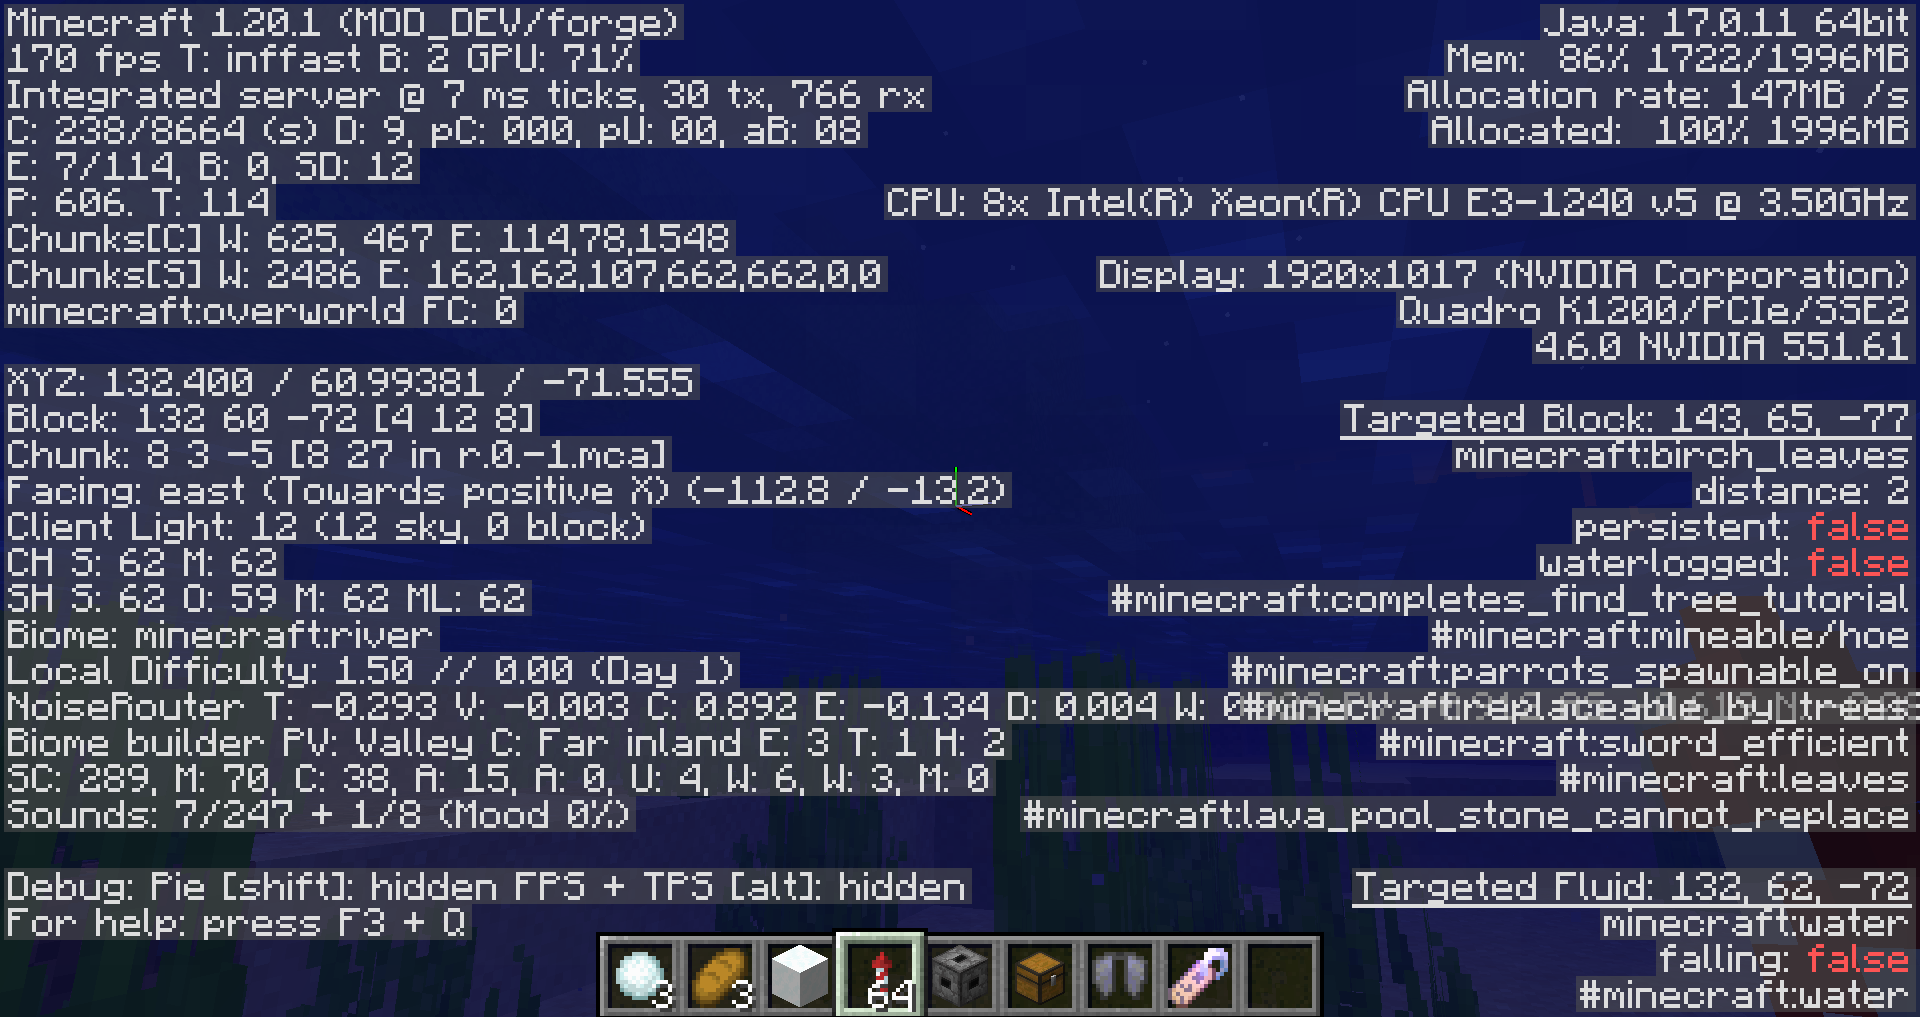 Minecraft 1.20.1 (MOD_DEV/forge)
170 fps T: inffast B: 2 GPU: 71%
Integrated server @ 7 ms ticks, 30 tx, 766 rx
C: 238/8664 (s) D: 9, pC: 000, pU: 00, aB: 08
E: 7/114, B: 0, SD: 12
P: 606. T: 114
Chunks[C] W: 625, 467 E: 114,78,1548
Chunks[S] W: 2486 E: 162,162,107,662,662,0,0
minecraft:overworld FC: 0
XYZ: 132.400 / 60.99381 / -71.555
Block: 132 60 -72 [4 12 8]
Chunk: 8 3 -5 [8 27 in r.0.-1.mca]
Facing: east (Towards positive X) (-112.8 / -13.2)
Client Light: 12 (12 sky, 0 block)
CH S: 62 M: 62
SH S: 62 O: 59 M: 62 ML: 62
Biome: minecraft:river
Local Difficulty: 1.50 // 0.00 (Day 1)
NoiseRouter T: -0.293 V: -0.003 C: 0.892 E: -0.134 D: 0.004 W:
Biome builder PV: Valley C: Far inland E: 3 T: 1 H: 2
SC: 289, M: 70, C: 38, A: 15, A: 0, U: 4, W: 6, W: 3, M: 0
Sounds: 7/247 + 1/8 (Mood 0%)
Debug: Pie [shift]: hidden FPS + TPS [alt]: hidden
For help: press F3 + Q
Java: 17.0.11 64bit
Mem: 86% 1722/1996MB
Allocation rate: 147MB /s
Allocated: 100% 1996MB
CPU: 8x Intel(R) Xeon(R) CPU E3-1240 v5 @ 3.50GHz
Display: 1920x1017 (NVIDIA Corporation)
Quadro K1200/PCIe/SSE2
4.6.0 NVIDIA 551.61
Targeted Block: 143, 65, -77
minecraft:birch_leaves
distance: 2
persistent: false
waterlogged: false
#minecraft:completes_find_tree_tutorial
#minecraft:mineable/hoe
#minecraft:parrots_spawnable_on
#minecraft:replaceable_by_trees
#minecraft:sword_efficient
#minecraft:leaves
#minecraft:lava_pool_stone_cannot_replace
Targeted Fluid: 132, 62, -72
minecraft:water
falling: false
#minecraft:water
3
3
64